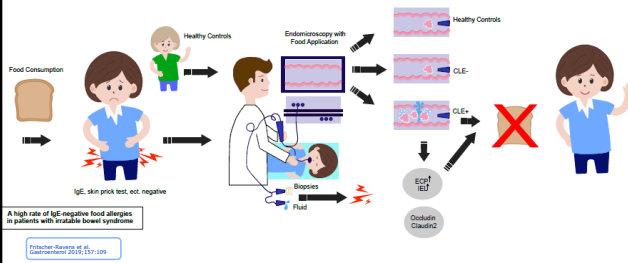 Food Consumption
Healthy Controls
IgE, skin prick test, ect. negative
A high rate of IgE-negative food allergies
in patients with irratable bowel syndrome
Fritscher-Ravens et al.
Gastroenterol 2019;157:109
Endomicroscopy with
Food Application
Biopsies
Fluid
Healthy Controls
CLE-
CLE+
ECP↑
IEL↑
Occludin
Claudin2